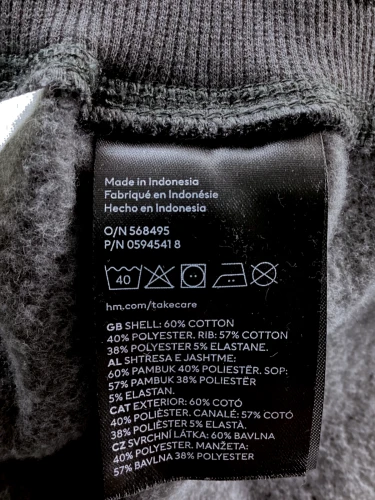 Made in Indonesia
Fabriqué en Indonésie
Hecho en Indonesia
O/N 568495
P/N 0594541 8
40
hm.com/takecare
GB SHELL: 60% COTTON
40% POLYESTER. RIB: 57% COTTON
38% POLYESTER 5% ELASTANE.
AL SHTRESA E JASHTME:
60% PAMBUK 40% POLIESTËR. SOP:
57% PAMBUK 38% POLIESTËR
5% ELASTAN.
CAT EXTERIOR: 60% COTÓ
40% POLIÈSTER. CANALÉ: 57% COTÓ
38% POLIÈSTER 5% ELASTÀ.
CZ SVRCHNÍ LÁTKA: 60% BAVLNA
40% POLYESTER. MANŽETA:
57% BAVLNA 38% POLYESTER